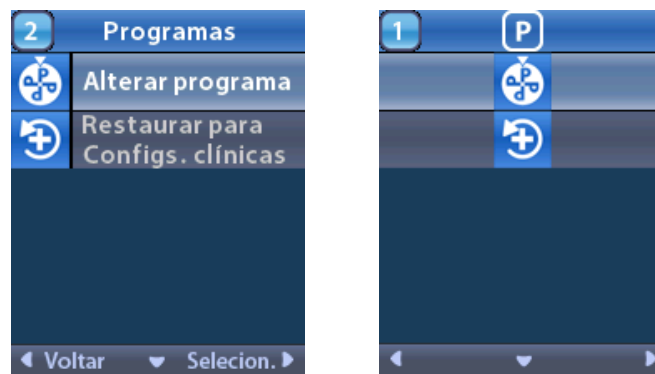 2 Programas
Alterar programa
Restaurar para
Configs. clínicas
Voltar Selecion.
1 P